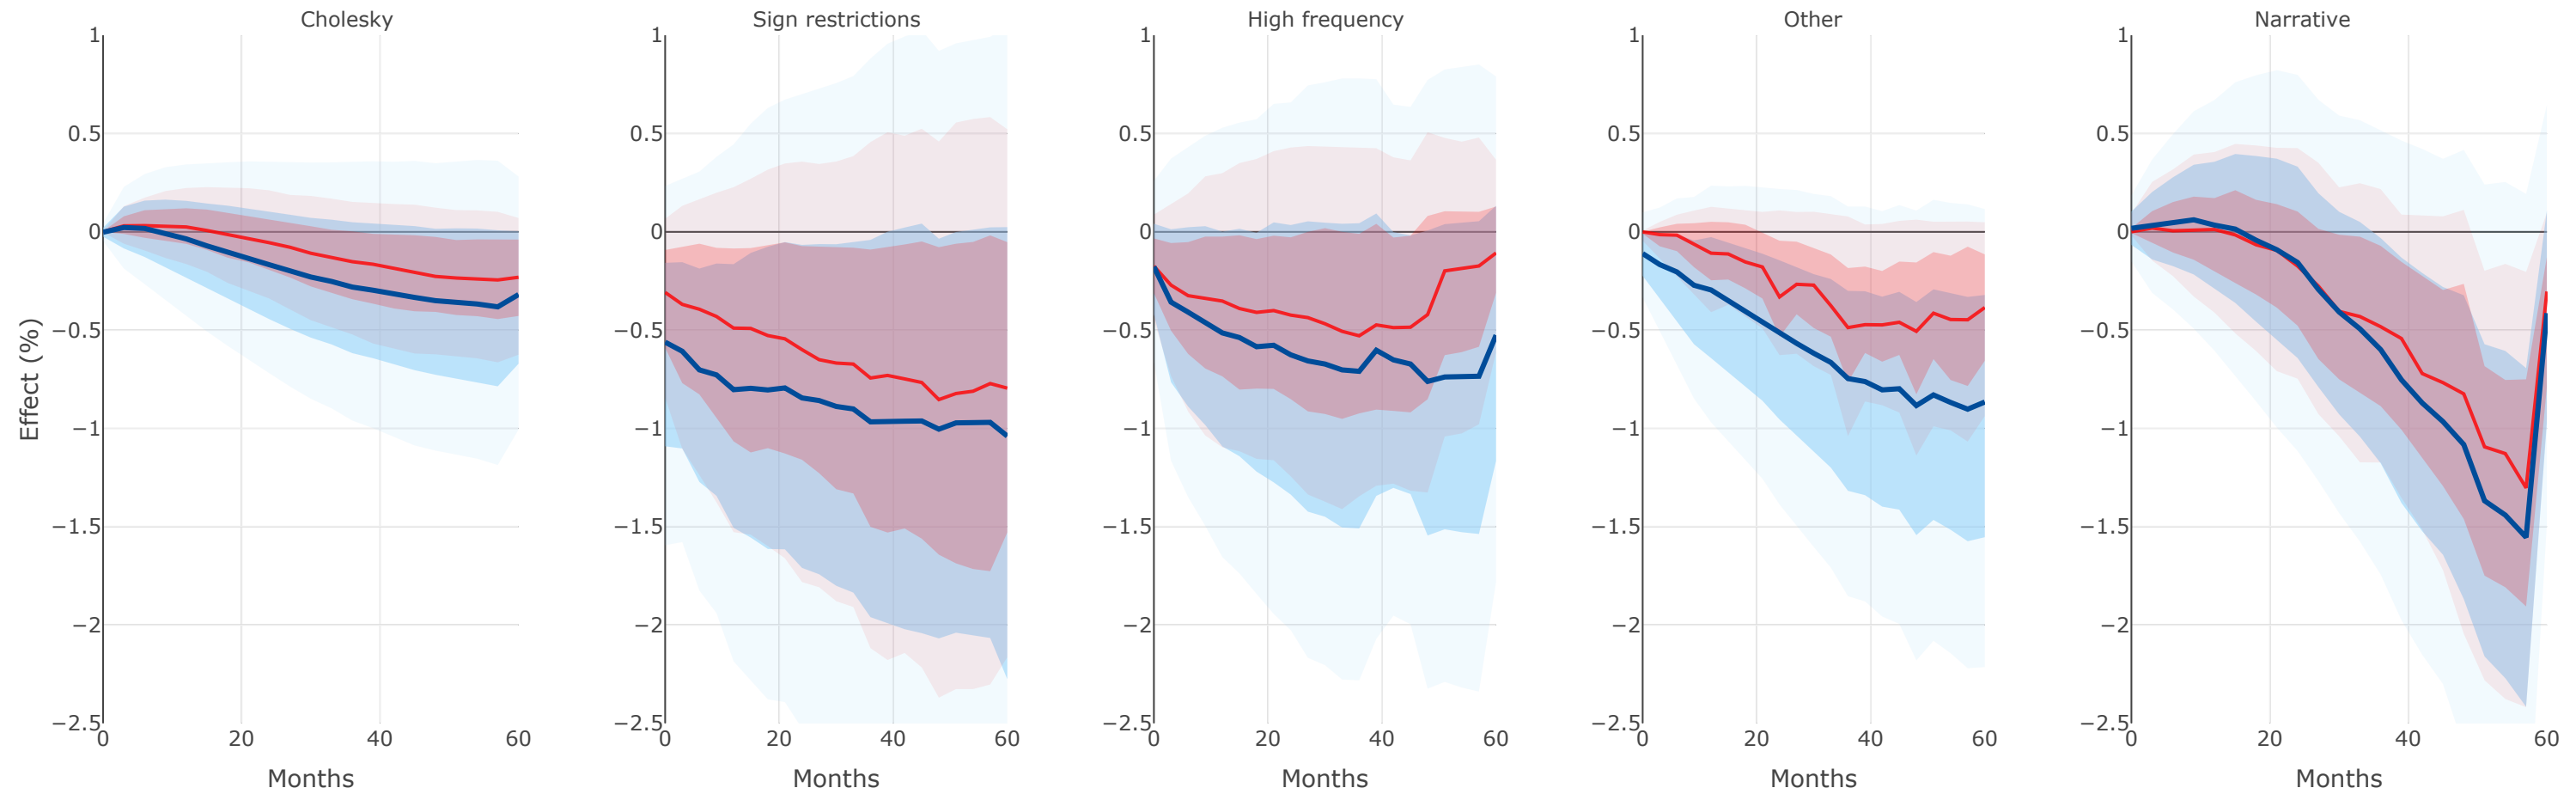 Cholesky
Sign restrictions
High frequency
Other
Narrative
1 1 1 1 1
0.5 0.5 0.5 0.5 0.5
0 0 0 0 0
−0.5 −0.5 −0.5 −0.5 −0.5
−1 −1 −1 −1 −1
−1.5 −1.5 −1.5 −1.5 −1.5
−2 −2 −2 −2 −2
−2.5 −2.5 −2.5 −2.5 −2.5
Effect (%)
0 20 40 60 0 20 40 60 0 20 40 60 0 20 40 60 0 20 40 60
Months Months Months Months Months